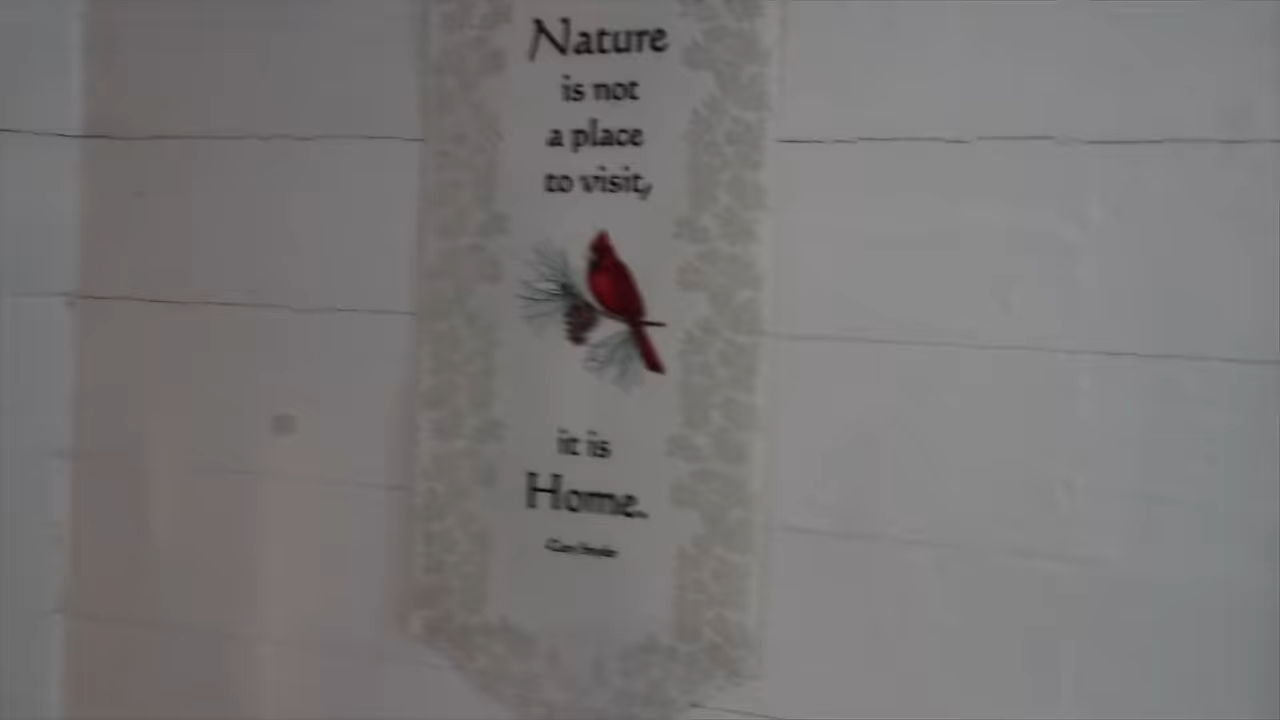 Nature
is not
a place
to visit,
it is
Home.